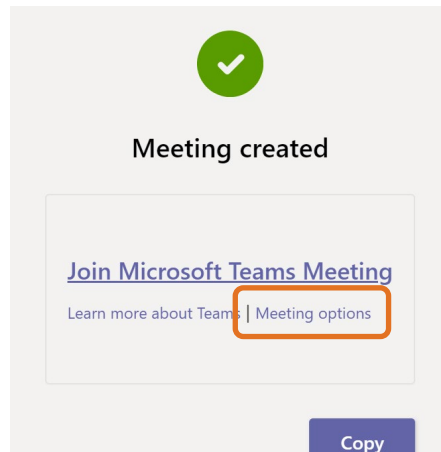 Meeting created
Join Microsoft Teams Meeting
Learn more about Teams | Meeting options
Copy